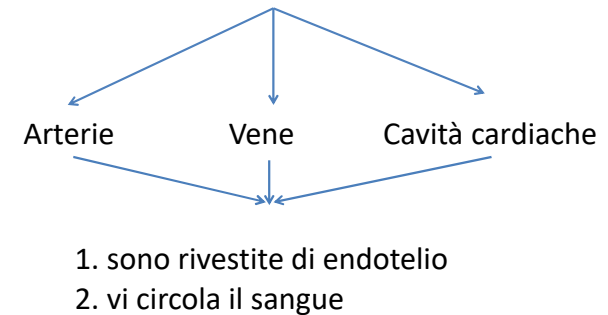 Arterie Vene Cavità cardiache
1. sono rivestite di endotelio
2. vi circola il sangue